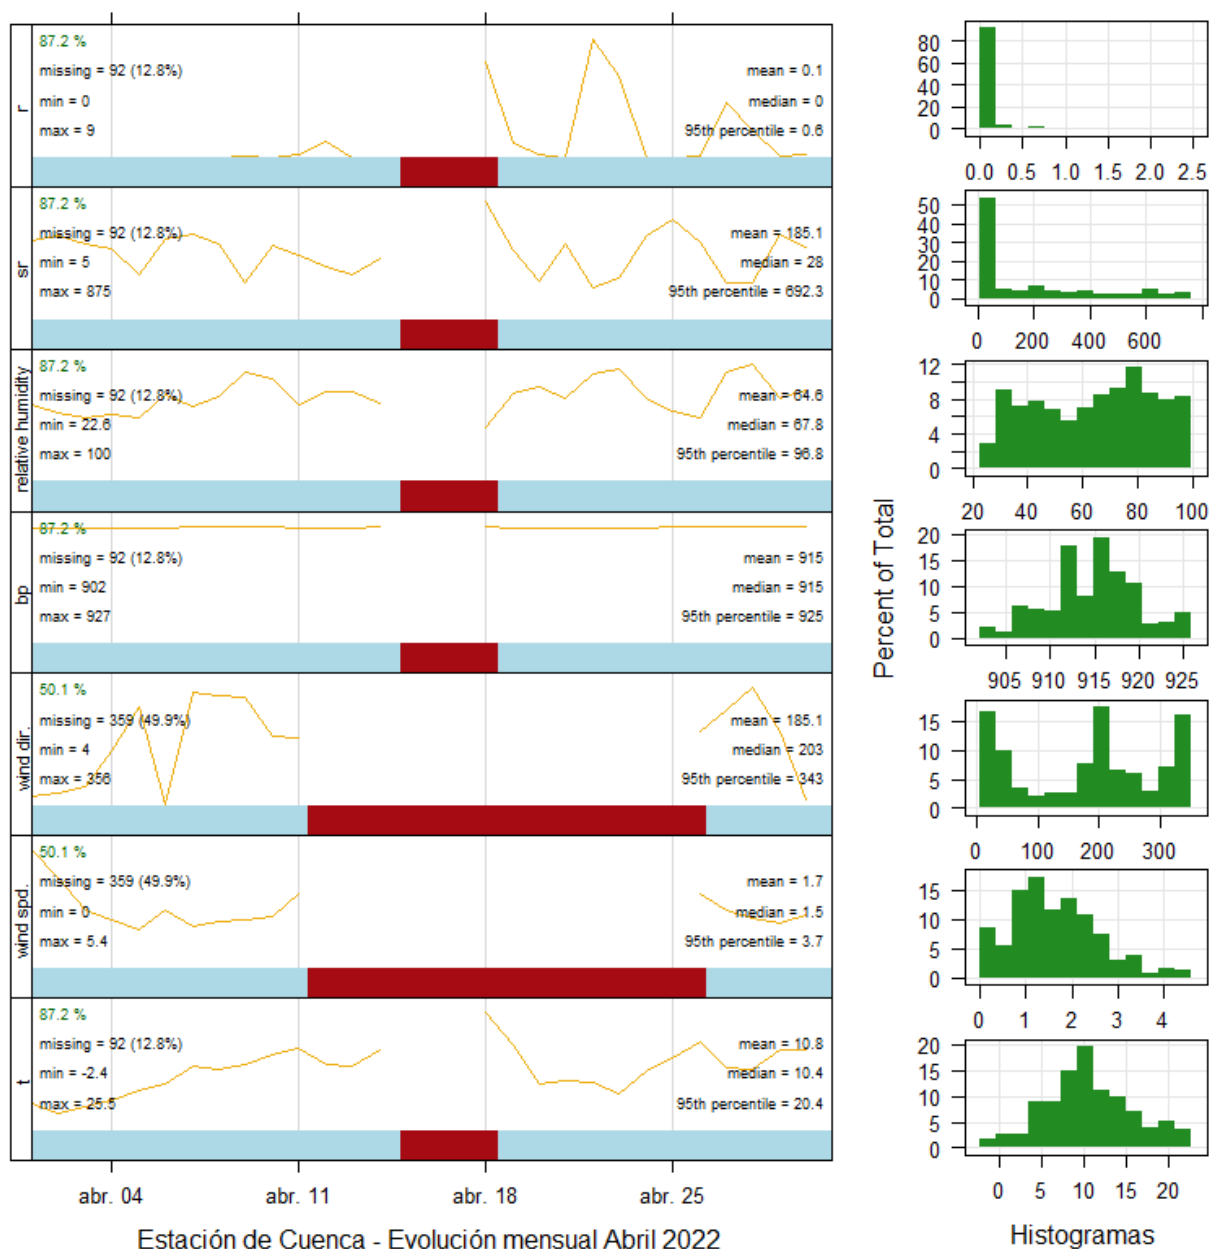 r
87.2 %
missing = 92 (12.8%)
min = 0
max = 9
mean = 0.1
median = 0
95th percentile = 0.6
sr
87.2 %
missing = 92 (12.8%)
min = 5
max = 875
mean = 185.1
median = 28
95th percentile = 692.3
relative humidity
87.2 %
missing = 92 (12.8%)
min = 22.6
max = 100
mean = 64.6
median = 67.8
95th percentile = 96.8
bp
87.2 %
missing = 92 (12.8%)
min = 902
max = 927
mean = 915
median = 915
95th percentile = 925
wind dir.
50.1 %
missing = 359 (49.9%)
min = 4
max = 356
mean = 185.1
median = 203
95th percentile = 343
wind spd.
50.1 %
missing = 359 (49.9%)
min = 0
max = 5.4
mean = 1.7
median = 1.5
95th percentile = 3.7
t
87.2 %
missing = 92 (12.8%)
min = -2.4
max = 25.5
mean = 10.8
median = 10.4
95th percentile = 20.4
abr. 04 abr. 11 abr. 18 abr. 25
Estación de Cuenca - Evolución mensual Abril 2022
Percent of Total
80
60
40
20
0
0.0 0.5 1.0 1.5 2.0 2.5
50
40
30
20
10
0
0 200 400 600
12
8
4
0
20 40 60 80 100
20
15
10
5
0
905 910 915 920 925
15
10
5
0
0 100 200 300
15
10
5
0
0 1 2 3 4
20
15
10
5
0
0 5 10 15 20
Histogramas